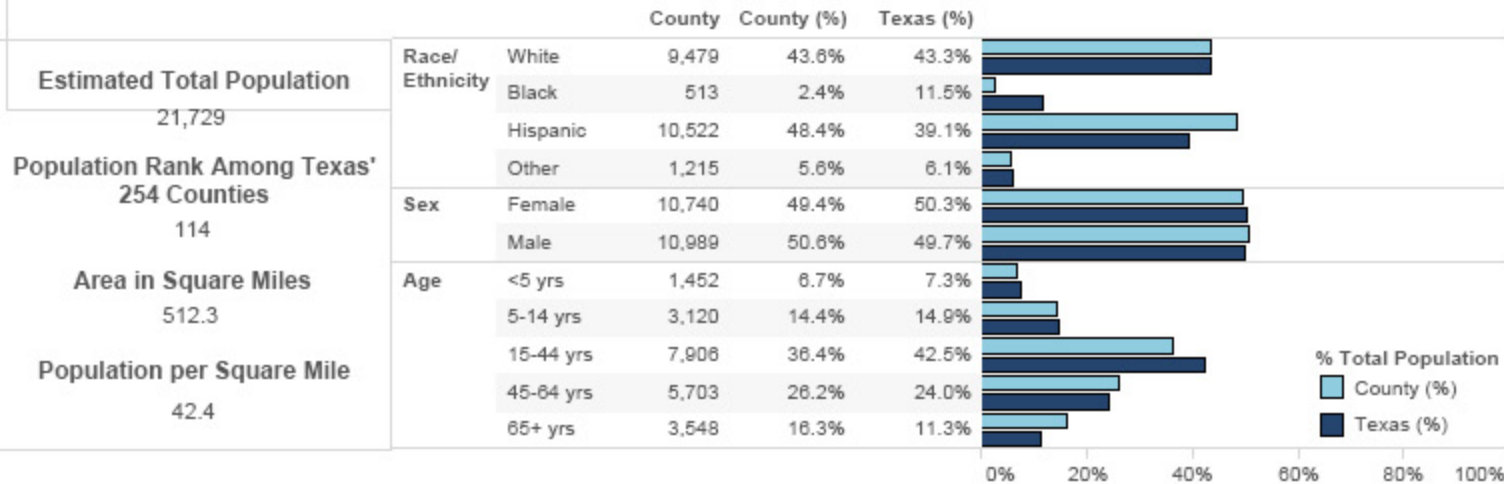 County County (%) Texas (%)
Estimated Total Population
21,729
Population Rank Among Texas'
254 Counties
114
Area in Square Miles
512.3
Population per Square Mile
42.4
Race/
Ethnicity
White 9,479 43.6% 43.3%
Black 513 2.4% 11.5%
Hispanic 10,522 48.4% 39.1%
Other 1,215 5.6% 6.1%
Sex Female 10,740 49.4% 50.3%
Male 10,989 50.6% 49.7%
Age <5 yrs 1,452 6.7% 7.3%
5-14 yrs 3,120 14.4% 14.9%
15-44 yrs 7,906 36.4% 42.5%
45-64 yrs 5,703 26.2% 24.0%
65+ yrs 3,548 16.3% 11.3%
% Total Population
County (%)
Texas (%)
0% 20% 40% 60% 80% 100%